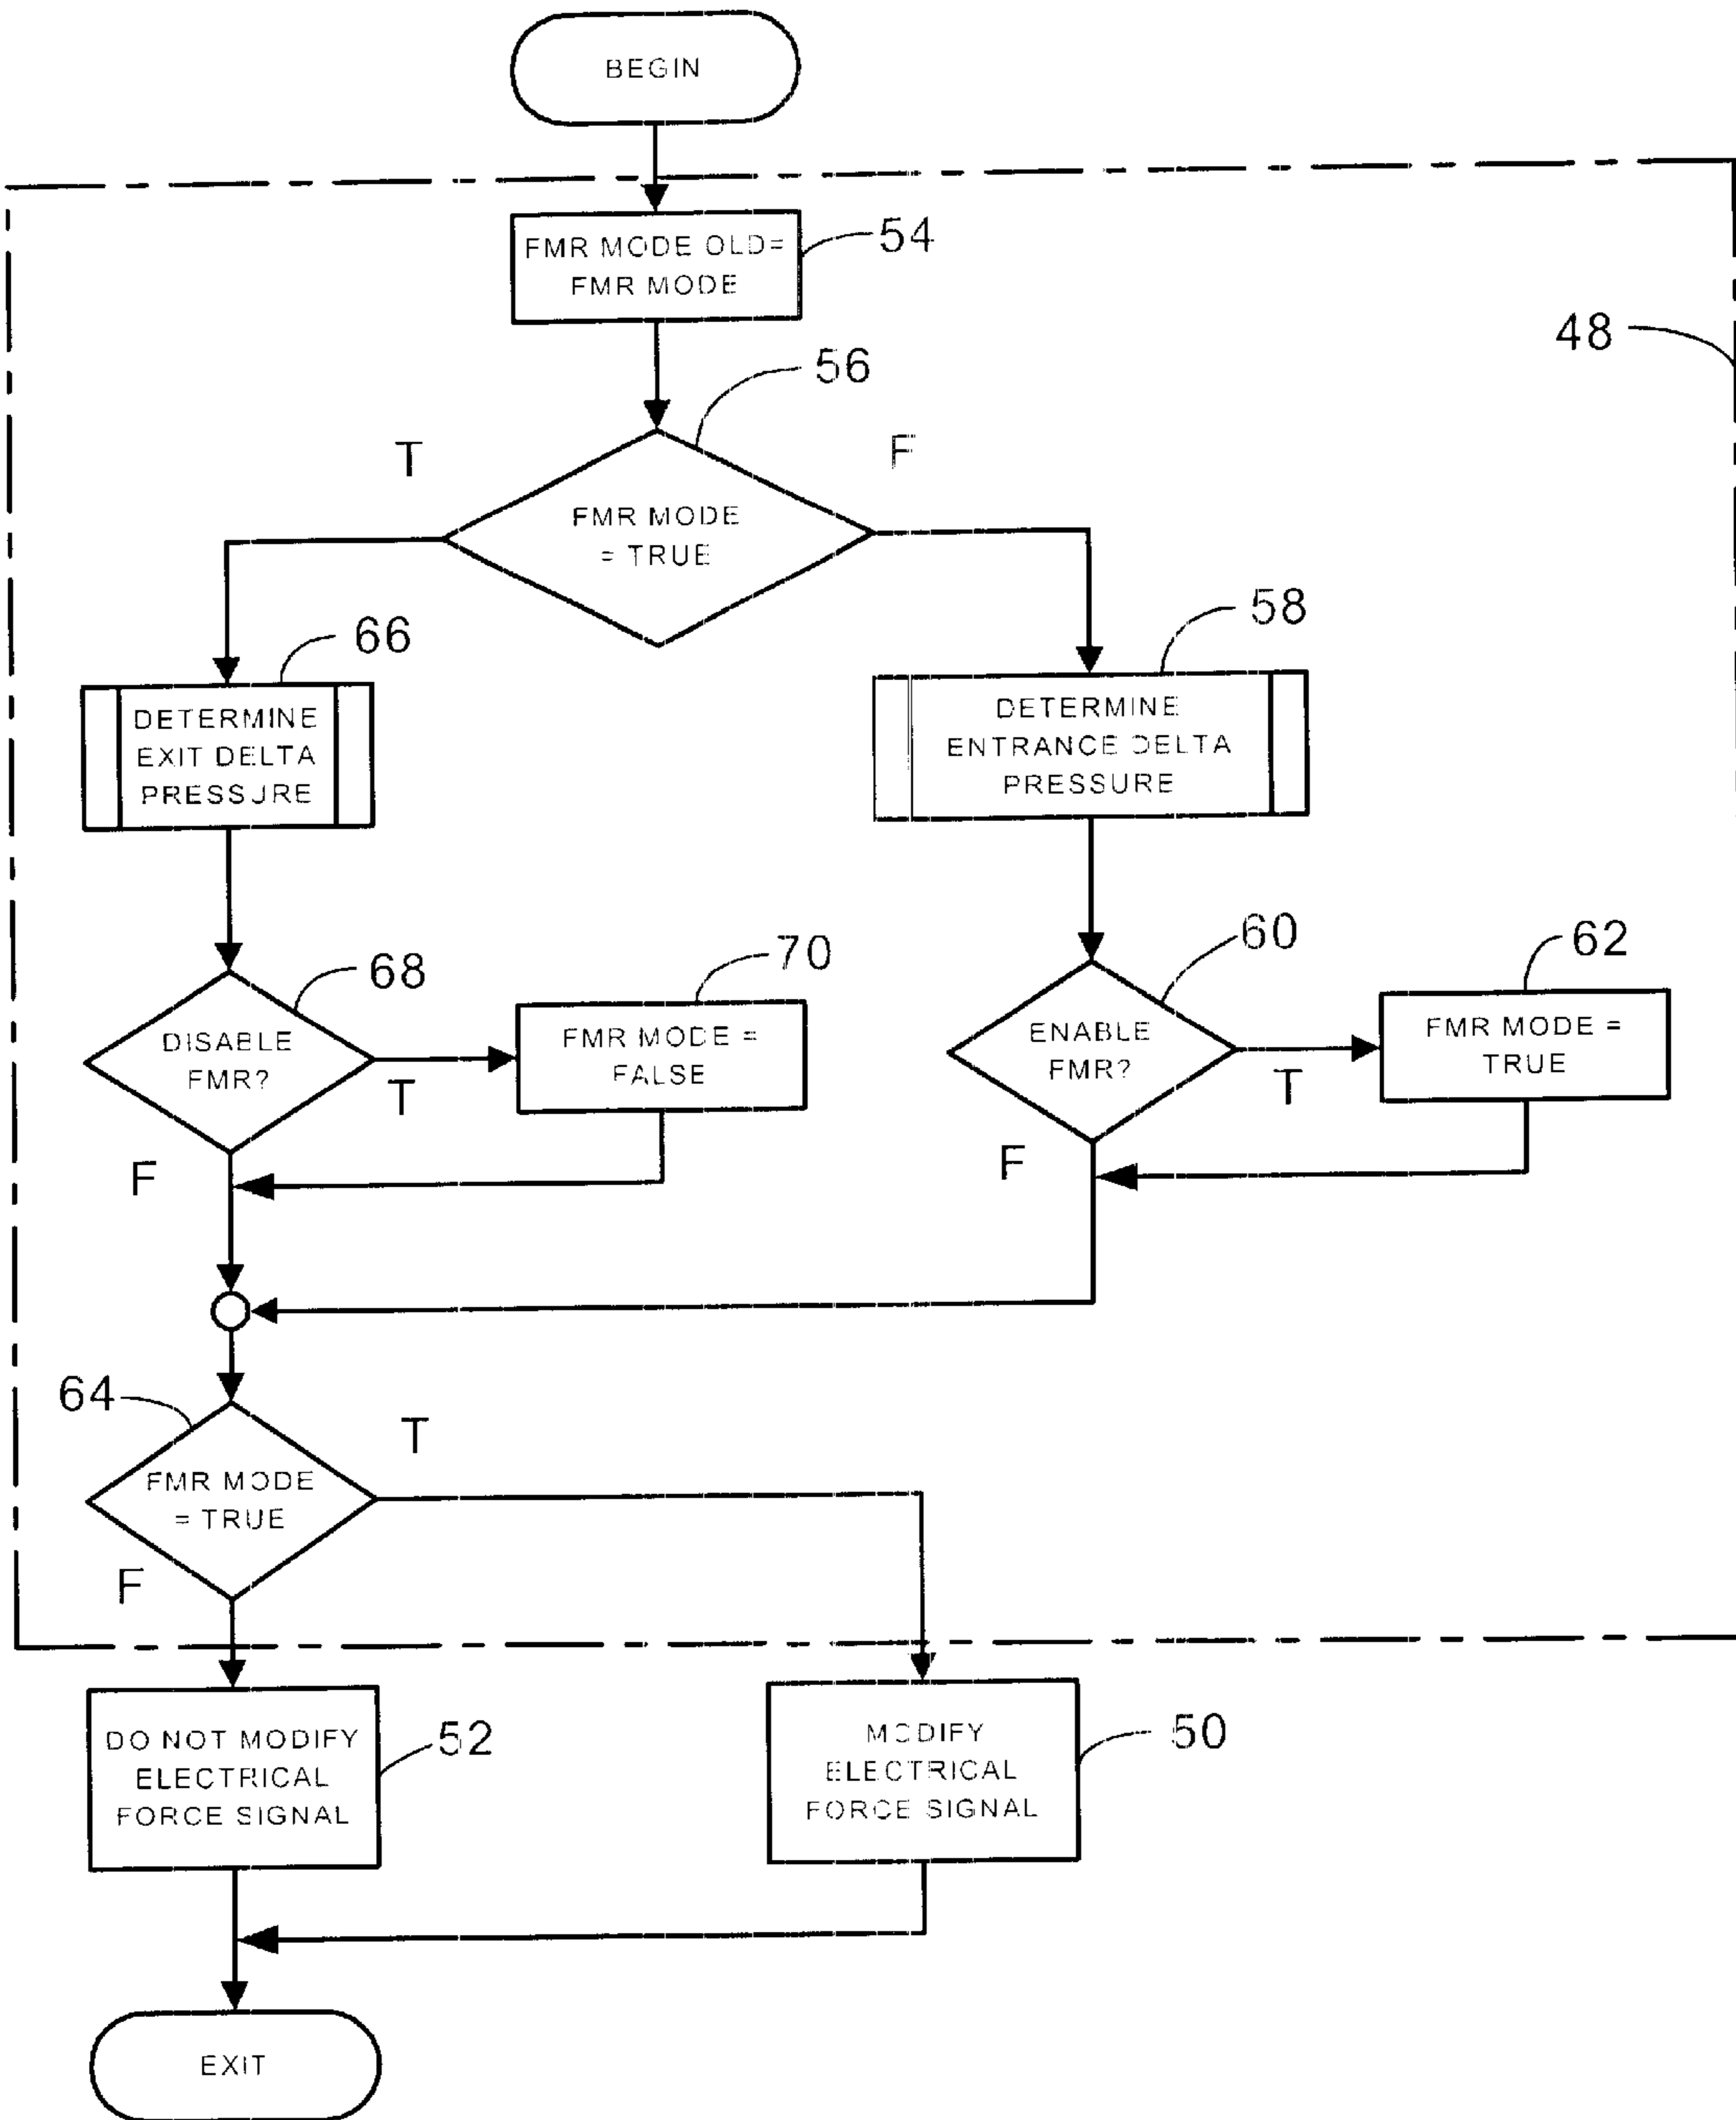 BEGIN
FMR MODE OLD=
FMR MODE
54
48
56
T
F
FMR MODE
= TRUE
66
58
DETERMINE
EXIT DELTA
PRESSURE
DETERMINE
ENTRANCE DELTA
PRESSURE
68
70
60
62
DISABLE
FMR?
T
FMR MODE =
FALSE
ENABLE
FMR?
T
FMR MODE =
TRUE
F
F
64
T
FMR MODE
= TRUE
F
DO NOT MODIFY
ELECTRICAL
FORCE SIGNAL
52
MODIFY
ELECTRICAL
FORCE SIGNAL
50
EXIT